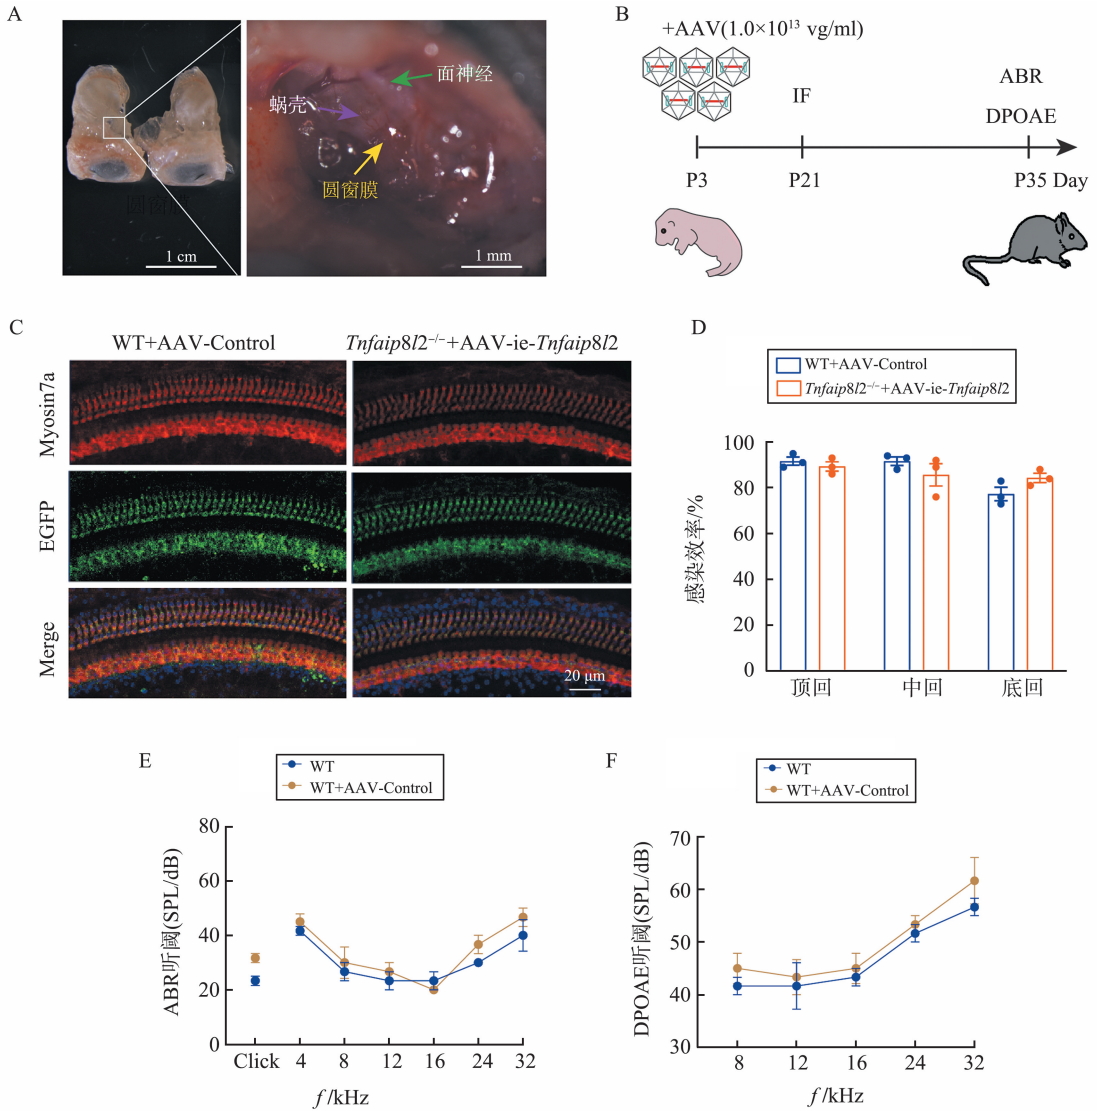 A
面神经
蜗壳
圆窗膜
圆窗膜
1 cm
1 mm
B
+AAV(1.0×10¹³ vg/ml)
IF
ABR
DPOAE
P3
P21
P35 Day
C
WT+AAV-Control
Tnfaip8l2⁻/⁻+AAV-ie-Tnfaip8l2
Myosin7a
EGFP
Merge
20 μm
D
WT+AAV-Control
Tnfaip8l2⁻/⁻+AAV-ie-Tnfaip8l2
感染效率/%
100
80
60
40
20
0
顶回
中回
底回
E
WT
WT+AAV-Control
ABR听阈(SPL/dB)
80
60
40
20
0
Click 4 8 12 16 24 32
f /kHz
F
WT
WT+AAV-Control
DPOAE听阈(SPL/dB)
70
60
50
40
30
8 12 16 24 32
f /kHz